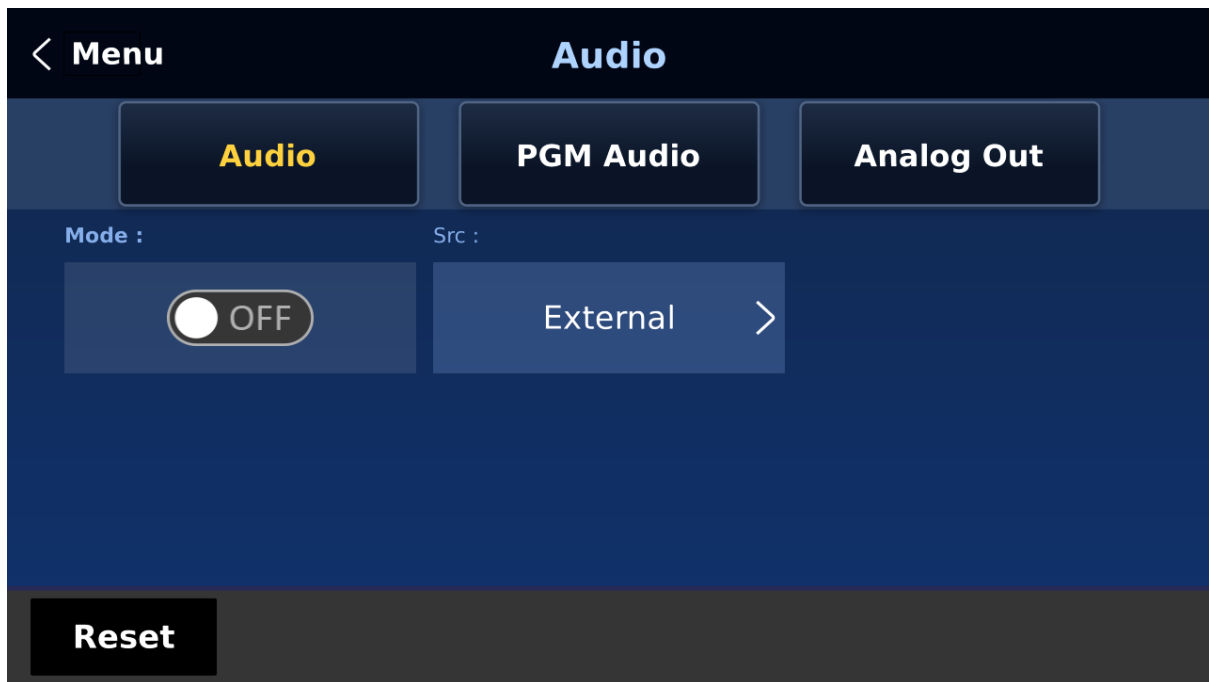 Menu
Audio
Audio
PGM Audio
Analog Out
Mode :
Src :
OFF
External
Reset